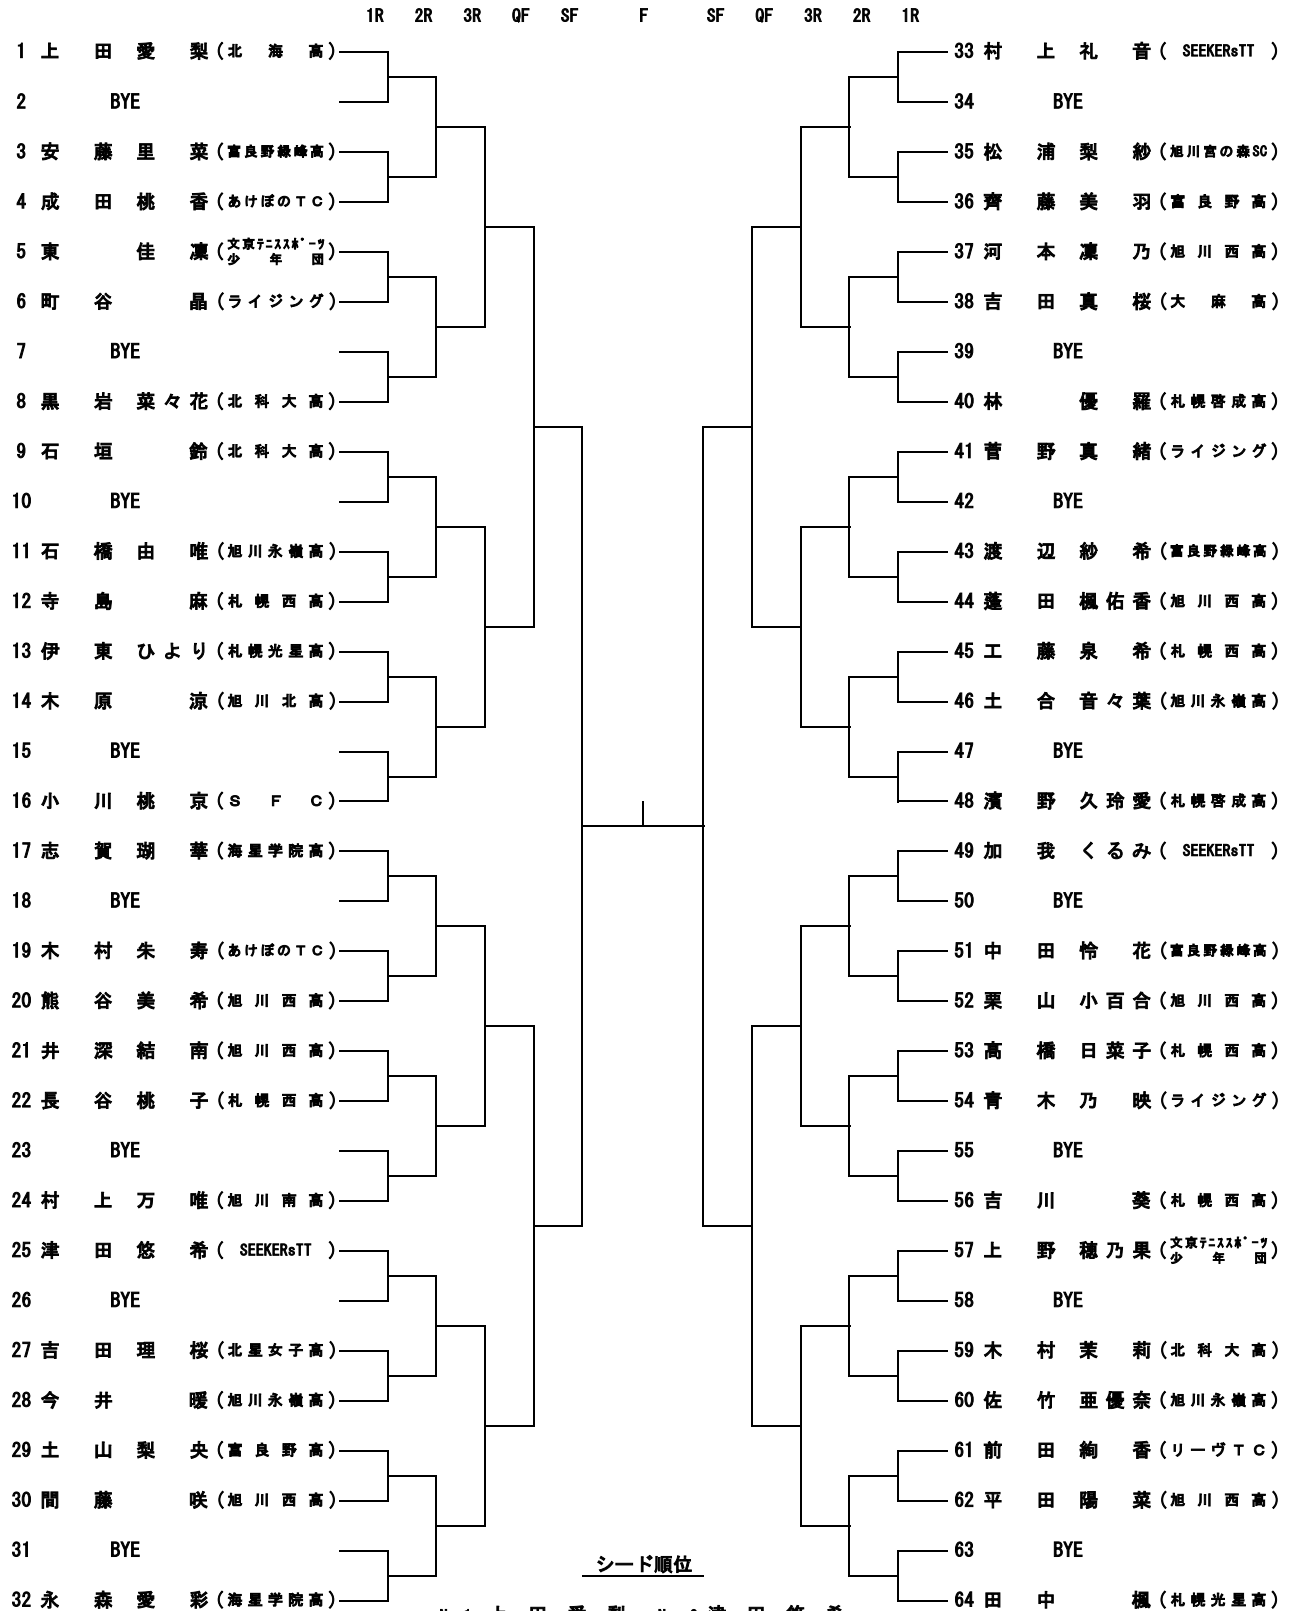 1R 2R 3R QF SF F SF QF 3R 2R 1R
1 上田愛梨 (北海高)
2 BYE
3 安藤里菜 (富良野緑峰高)
4 成田桃香 (あけぼのTC)
5 東佳凜 (文京テニススポーツ少年団)
6 町谷晶 (ライジング)
7 BYE
8 黒岩菜々花 (北科大高)
9 石垣鈴 (北科大高)
10 BYE
11 石橋由唯 (旭川永嶺高)
12 寺島麻 (札幌西高)
13 伊東ひより (札幌光星高)
14 木原涼 (旭川北高)
15 BYE
16 小川桃京 (SFC)
17 志賀瑚華 (海星学院高)
18 BYE
19 木村朱寿 (あけぼのTC)
20 熊谷美希 (旭川西高)
21 井深結南 (旭川西高)
22 長谷桃子 (札幌西高)
23 BYE
24 村上万唯 (旭川南高)
25 津田悠希 (SEEKERsTT)
26 BYE
27 吉田理桜 (北星女子高)
28 今井暖 (旭川永嶺高)
29 土山梨央 (富良野高)
30 間藤咲 (旭川西高)
31 BYE
32 永森愛彩 (海星学院高)
33 村上礼音 (SEEKERsTT)
34 BYE
35 松浦梨紗 (旭川宮の森SC)
36 齊藤美羽 (富良野高)
37 河本凜乃 (旭川西高)
38 吉田真桜 (大麻高)
39 BYE
40 林優羅 (札幌啓成高)
41 菅野真緒 (ライジング)
42 BYE
43 渡辺紗希 (富良野緑峰高)
44 蓬田楓佑香 (旭川西高)
45 工藤泉希 (札幌西高)
46 土合音々葉 (旭川永嶺高)
47 BYE
48 濱野久玲愛 (札幌啓成高)
49 加我くるみ (SEEKERsTT)
50 BYE
51 中田怜花 (富良野緑峰高)
52 栗山小百合 (旭川西高)
53 髙橋日菜子 (札幌西高)
54 青木乃映 (ライジング)
55 BYE
56 吉川葵 (札幌西高)
57 上野穂乃果 (文京テニススポーツ少年団)
58 BYE
59 木村茉莉 (北科大高)
60 佐竹亜優奈 (旭川永嶺高)
61 前田絢香 (リーヴTC)
62 平田陽菜 (旭川西高)
63 BYE
64 田中楓 (札幌光星高)
シード順位